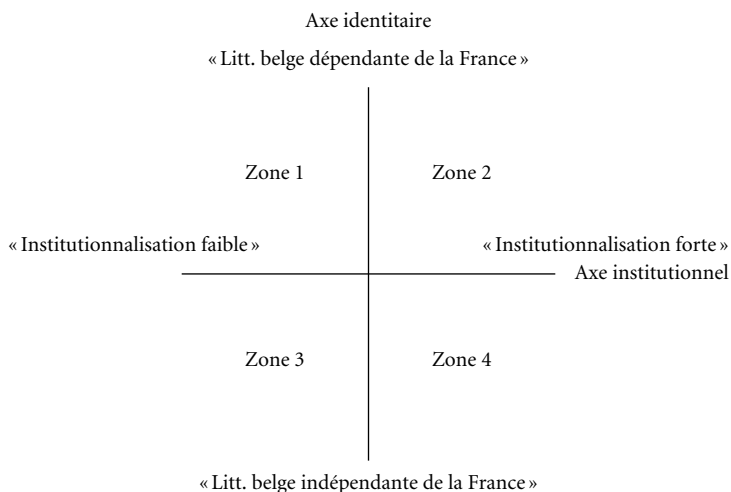 Axe identitaire
« Litt. belge dépendante de la France »
Zone 1
Zone 2
« Institutionnalisation faible »
« Institutionnalisation forte »
Axe institutionnel
Zone 3
Zone 4
« Litt. belge indépendante de la France »